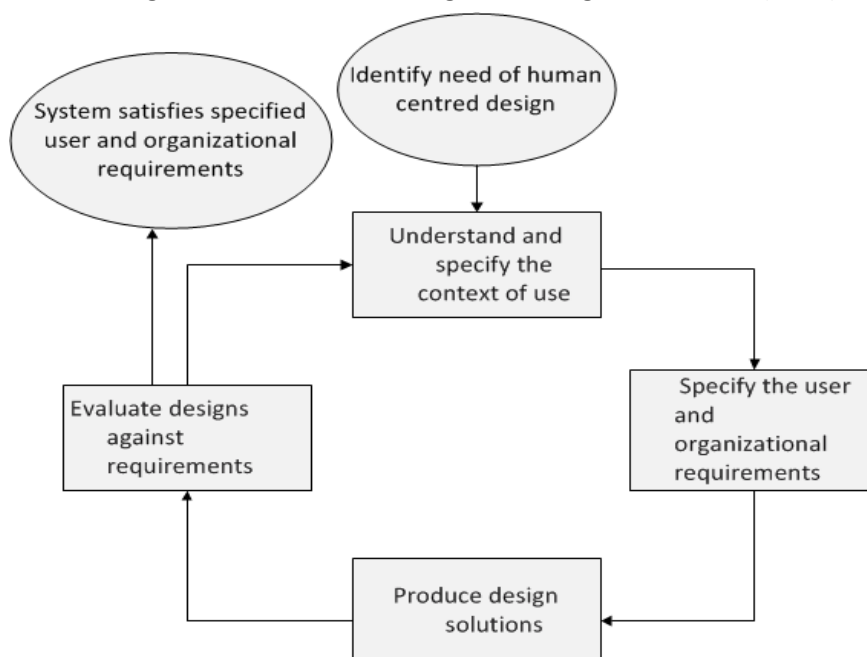 Identify need of human
centred design
System satisfies specified
user and organizational
requirements
Understand and
specify the
context of use
Specify the user
and
organizational
requirements
Produce design
solutions
Evaluate designs
against
requirements